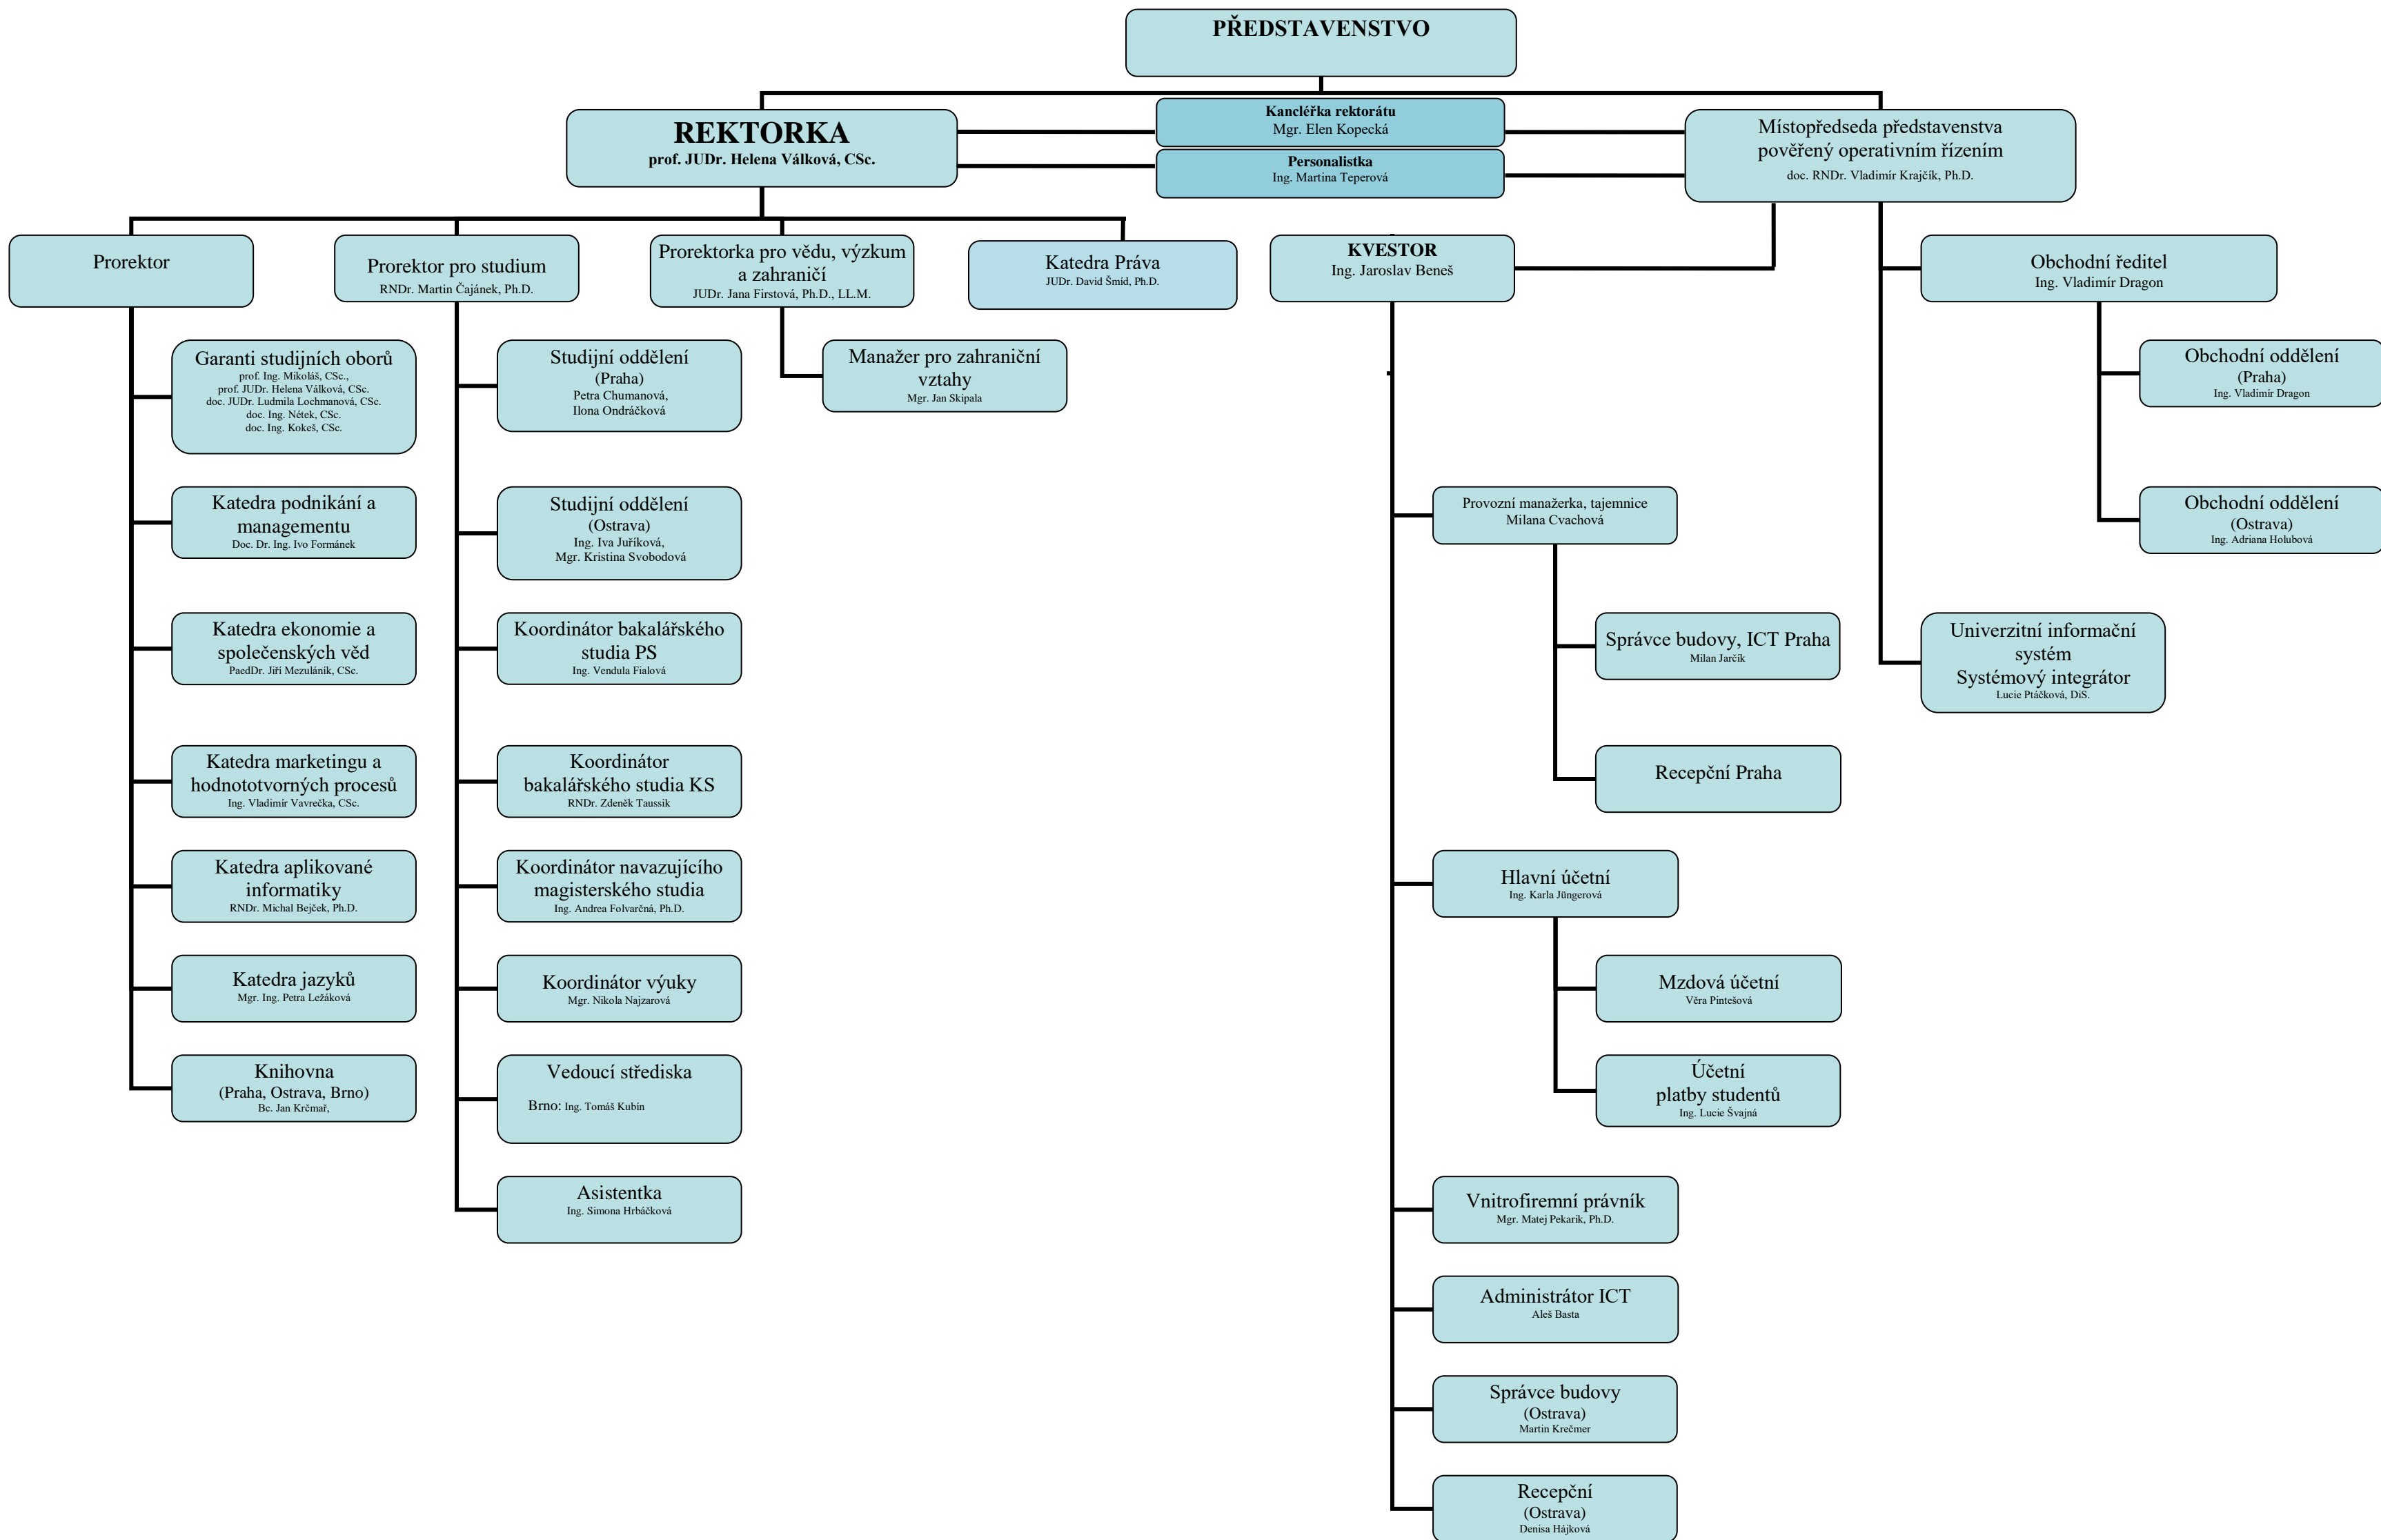 PŘEDSTAVENSTVO
REKTORKA
prof. JUDr. Helena Válková, CSc.
Kancléřka rektorátu
Mgr. Elen Kopecká
Personalistka
Ing. Martina Teperová
Místopředseda představenstva
pověřený operativním řízením
doc. RNDr. Vladimír Krajčík, Ph.D.
Prorektor
Prorektor pro studium
RNDr. Martin Čajánek, Ph.D.
Prorektorka pro vědu, výzkum
a zahraničí
JUDr. Jana Firstová, Ph.D., LL.M.
Katedra Práva
JUDr. David Šmíd, Ph.D.
KVESTOR
Ing. Jaroslav Beneš
Obchodní ředitel
Ing. Vladimír Dragon
Garanti studijních oborů
prof. Ing. Mikoláš, CSc.,
prof. JUDr. Helena Válková, CSc.
doc. JUDr. Ludmila Lochmanová, CSc.
doc. Ing. Nétek, CSc.
doc. Ing. Kokeš, CSc.
Katedra podnikání a
managementu
Doc. Dr. Ing. Ivo Formánek
Katedra ekonomie a
společenských věd
PaedDr. Jiří Mezuláník, CSc.
Katedra marketingu a
hodnototvorných procesů
Ing. Vladimír Vavrečka, CSc.
Katedra aplikované
informatiky
RNDr. Michal Bejček, Ph.D.
Katedra jazyků
Mgr. Ing. Petra Ležáková
Knihovna
(Praha, Ostrava, Brno)
Bc. Jan Krčmař,
Studijní oddělení
(Praha)
Petra Chumanová,
Ilona Ondráčková
Studijní oddělení
(Ostrava)
Ing. Iva Juříková,
Mgr. Kristina Svobodová
Koordinátor bakalářského
studia PS
Ing. Vendula Fialová
Koordinátor
bakalářského studia KS
RNDr. Zdeněk Taussik
Koordinátor navazujícího
magisterského studia
Ing. Andrea Folvarčná, Ph.D.
Koordinátor výuky
Mgr. Nikola Najzarová
Vedoucí střediska
Brno: Ing. Tomáš Kubín
Asistentka
Ing. Simona Hrbáčková
Manažer pro zahraniční
vztahy
Mgr. Jan Skipala
Provozní manažerka, tajemnice
Milana Cvachová
Správce budovy, ICT Praha
Milan Jarčík
Recepční Praha
Hlavní účetní
Ing. Karla Jüngerová
Mzdová účetní
Věra Pintešová
Účetní
platby studentů
Ing. Lucie Švajná
Vnitrofiremní právník
Mgr. Matej Pekarik, Ph.D.
Administrátor ICT
Aleš Basta
Správce budovy
(Ostrava)
Martin Krečmer
Recepční
(Ostrava)
Denisa Hájková
Obchodní oddělení
(Praha)
Ing. Vladimír Dragon
Obchodní oddělení
(Ostrava)
Ing. Adriana Holubová
Univerzitní informační
systém
Systémový integrátor
Lucie Ptáčková, DiS.